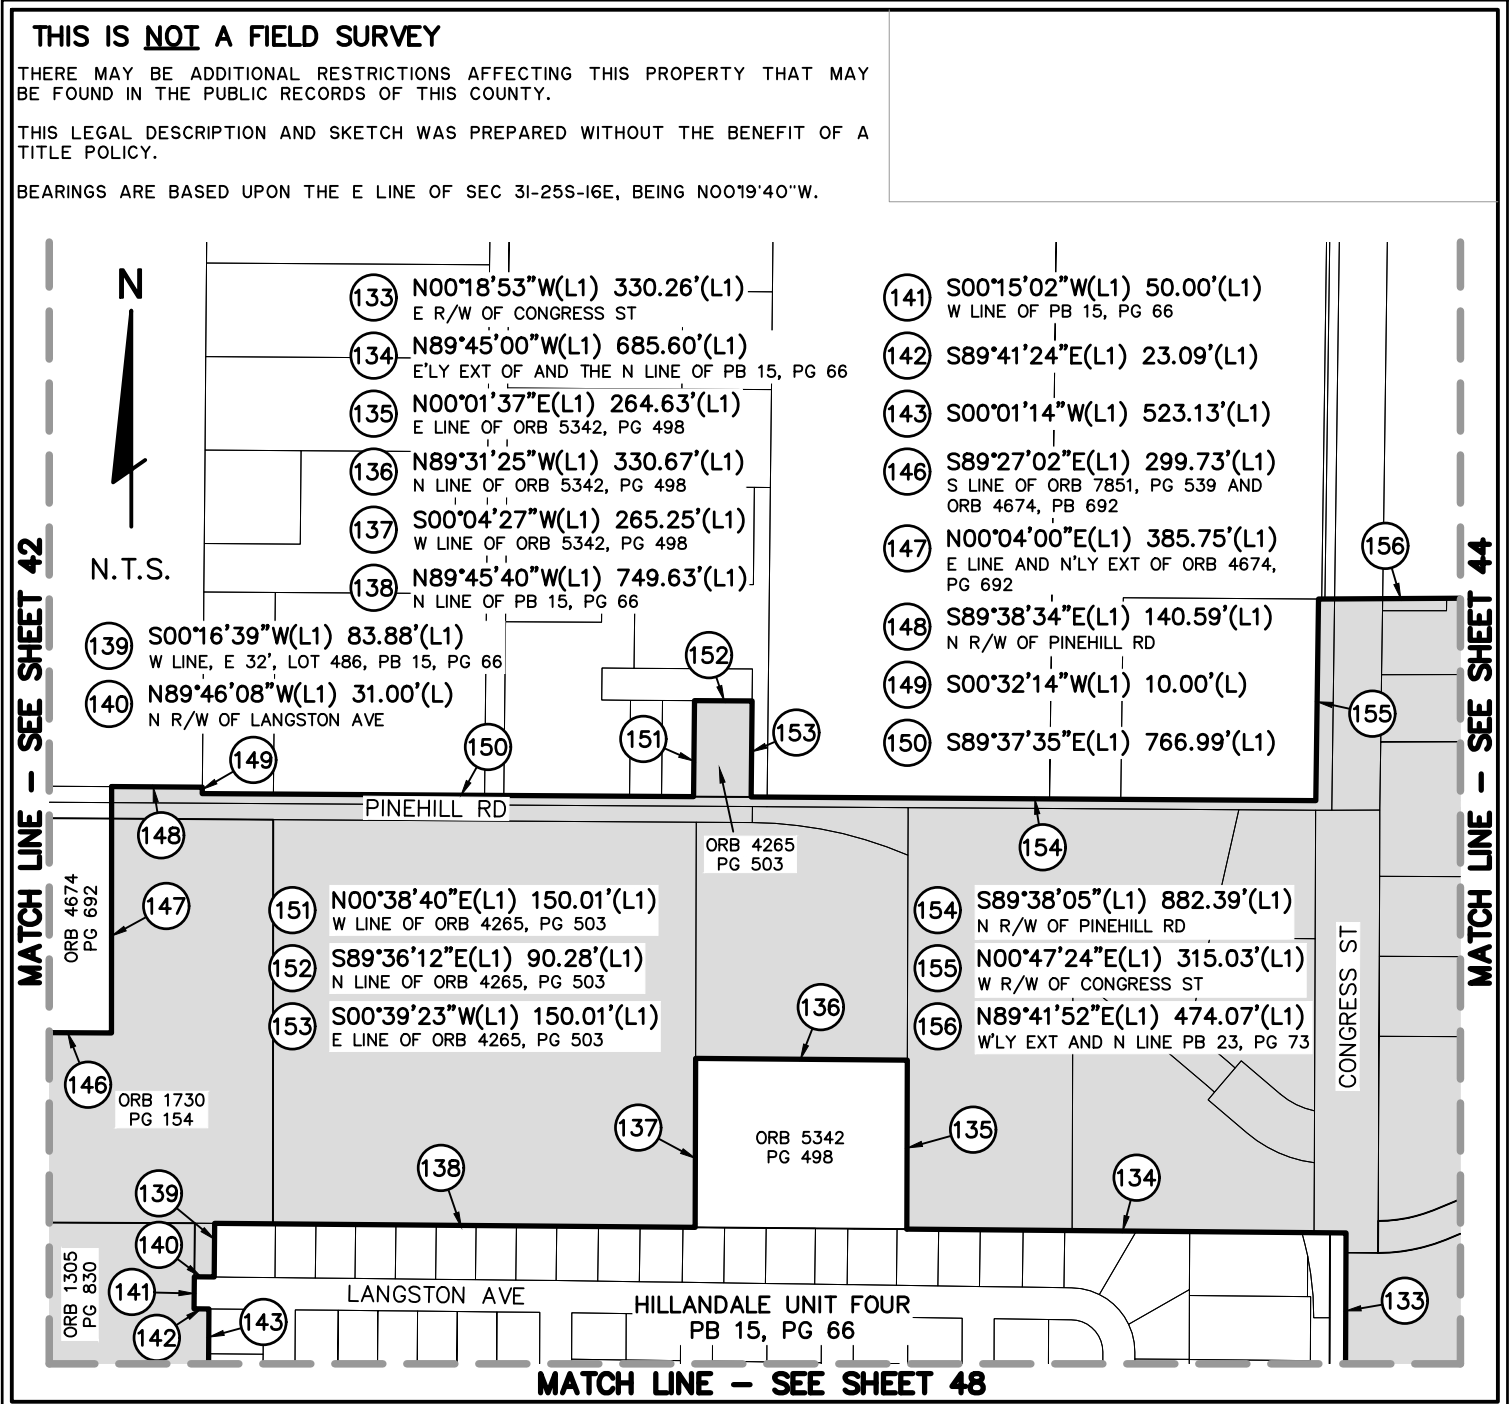 THIS IS NOT A FIELD SURVEY
THERE MAY BE ADDITIONAL RESTRICTIONS AFFECTING THIS PROPERTY THAT MAY
BE FOUND IN THE PUBLIC RECORDS OF THIS COUNTY.
THIS LEGAL DESCRIPTION AND SKETCH WAS PREPARED WITHOUT THE BENEFIT OF A
TITLE POLICY.
BEARINGS ARE BASED UPON THE E LINE OF SEC 31-25S-16E, BEING N00°19'40"W.
N
N.T.S.
133 N00°18'53"W(L1) 330.26'(L1)
E R/W OF CONGRESS ST
134 N89°45'00"W(L1) 685.60'(L1)
E'LY EXT OF AND THE N LINE OF PB 15, PG 66
135 N00°01'37"E(L1) 264.63'(L1)
E LINE OF ORB 5342, PG 498
136 N89°31'25"W(L1) 330.67'(L1)
N LINE OF ORB 5342, PG 498
137 S00°04'27"W(L1) 265.25'(L1)
W LINE OF ORB 5342, PG 498
138 N89°45'40"W(L1) 749.63'(L1)
N LINE OF PB 15, PG 66
139 S00°16'39"W(L1) 83.88'(L1)
W LINE, E 32', LOT 486, PB 15, PG 66
140 N89°46'08"W(L1) 31.00'(L)
N R/W OF LANGSTON AVE
141 S00°15'02"W(L1) 50.00'(L1)
W LINE OF PB 15, PG 66
142 S89°41'24"E(L1) 23.09'(L1)
143 S00°01'14"W(L1) 523.13'(L1)
146 S89°27'02"E(L1) 299.73'(L1)
S LINE OF ORB 7851, PG 539 AND
ORB 4674, PB 692
147 N00°04'00"E(L1) 385.75'(L1)
E LINE AND N'LY EXT OF ORB 4674,
PG 692
148 S89°38'34"E(L1) 140.59'(L1)
N R/W OF PINEHILL RD
149 S00°32'14"W(L1) 10.00'(L)
150 S89°37'35"E(L1) 766.99'(L1)
MATCH LINE - SEE SHEET 42
MATCH LINE - SEE SHEET 44
156
152
155
151
153
150
149
PINEHILL RD
148
ORB 4265
PG 503
154
ORB 4674
PG 692
147
151 N00°38'40"E(L1) 150.01'(L1)
W LINE OF ORB 4265, PG 503
152 S89°36'12"E(L1) 90.28'(L1)
N LINE OF ORB 4265, PG 503
153 S00°39'23"W(L1) 150.01'(L1)
E LINE OF ORB 4265, PG 503
154 S89°38'05"(L1) 882.39'(L1)
N R/W OF PINEHILL RD
155 N00°47'24"E(L1) 315.03'(L1)
W R/W OF CONGRESS ST
156 N89°41'52"E(L1) 474.07'(L1)
W'LY EXT AND N LINE PB 23, PG 73
CONGRESS ST
136
146
ORB 1730
PG 154
137
ORB 5342
PG 498
135
138
134
139
140
141
142
143
ORB 1305
PG 830
LANGSTON AVE
HILLANDALE UNIT FOUR
PB 15, PG 66
133
MATCH LINE - SEE SHEET 48